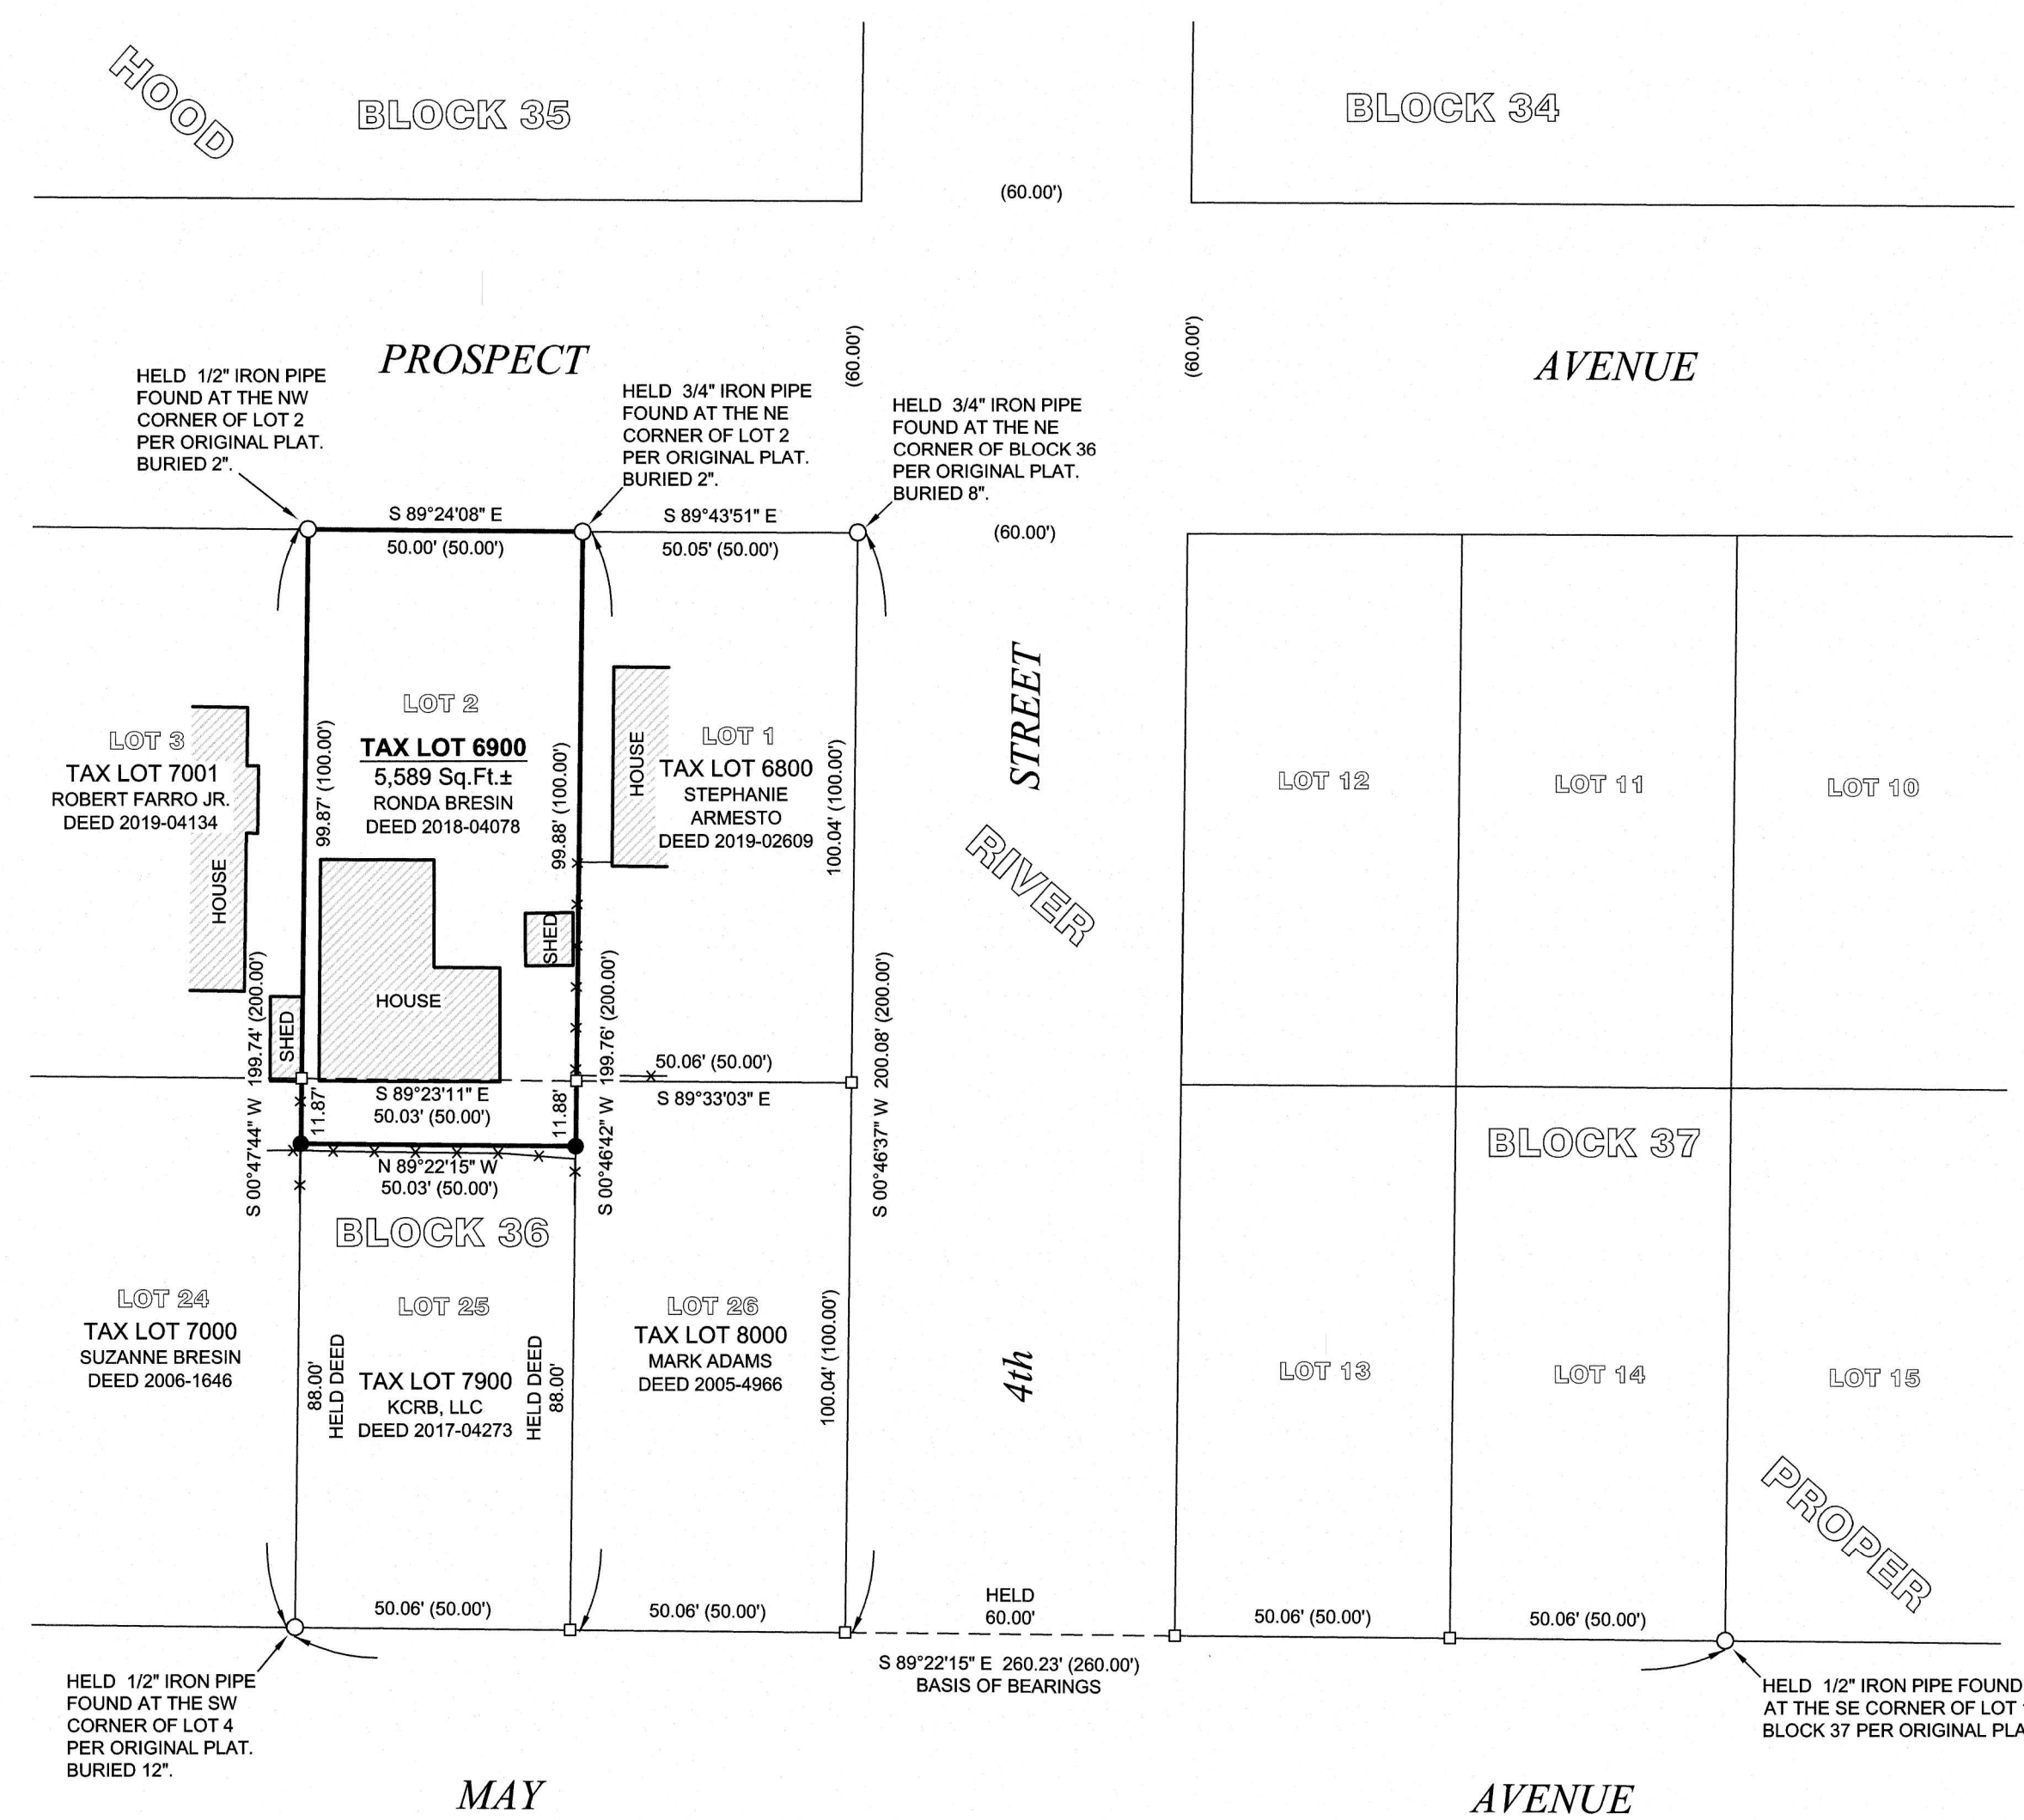 HOOD
BLOCK 35
BLOCK 34
(60.00')
PROSPECT
(60.00')
(60.00')
AVENUE
HELD 1/2" IRON PIPE
FOUND AT THE NW
CORNER OF LOT 2
PER ORIGINAL PLAT.
BURIED 2".
HELD 3/4" IRON PIPE
FOUND AT THE NE
CORNER OF LOT 2
PER ORIGINAL PLAT.
BURIED 2".
HELD 3/4" IRON PIPE
FOUND AT THE NE
CORNER OF BLOCK 36
PER ORIGINAL PLAT.
BURIED 8".
S 89°24'08" E
50.00' (50.00')
S 89°43'51" E
50.05' (50.00')
(60.00')
LOT 3
TAX LOT 7001
ROBERT FARRO JR.
DEED 2019-04134
HOUSE
SHED
99.87' (100.00')
LOT 2
TAX LOT 6900
5,589 Sq.Ft.±
RONDA BRESIN
DEED 2018-04078
99.88' (100.00')
HOUSE
SHED
HOUSE
LOT 1
TAX LOT 6800
STEPHANIE
ARMESTO
DEED 2019-02609
100.04' (100.00')
STREET
RIVER
LOT 12
LOT 11
LOT 10
S 00°47'44" W 199.74' (200.00')
S 00°46'42" W 199.76' (200.00')
S 00°46'37" W 200.08' (200.00')
50.06' (50.00')
S 89°33'03" E
11.87'
S 89°23'11" E
50.03' (50.00')
11.88'
N 89°22'15" W
50.03' (50.00')
BLOCK 36
BLOCK 37
LOT 24
TAX LOT 7000
SUZANNE BRESIN
DEED 2006-1646
88.00'
HELD DEED
LOT 25
TAX LOT 7900
KCRB, LLC
DEED 2017-04273
HELD DEED
88.00'
LOT 26
TAX LOT 8000
MARK ADAMS
DEED 2005-4966
100.04' (100.00')
4th
LOT 13
LOT 14
LOT 15
PROPER
50.06' (50.00')
50.06' (50.00')
HELD
60.00'
50.06' (50.00')
50.06' (50.00')
S 89°22'15" E 260.23' (260.00')
BASIS OF BEARINGS
HELD 1/2" IRON PIPE
FOUND AT THE SW
CORNER OF LOT 4
PER ORIGINAL PLAT.
BURIED 12".
HELD 1/2" IRON PIPE FOUND
AT THE SE CORNER OF LOT
BLOCK 37 PER ORIGINAL
MAY
AVENUE